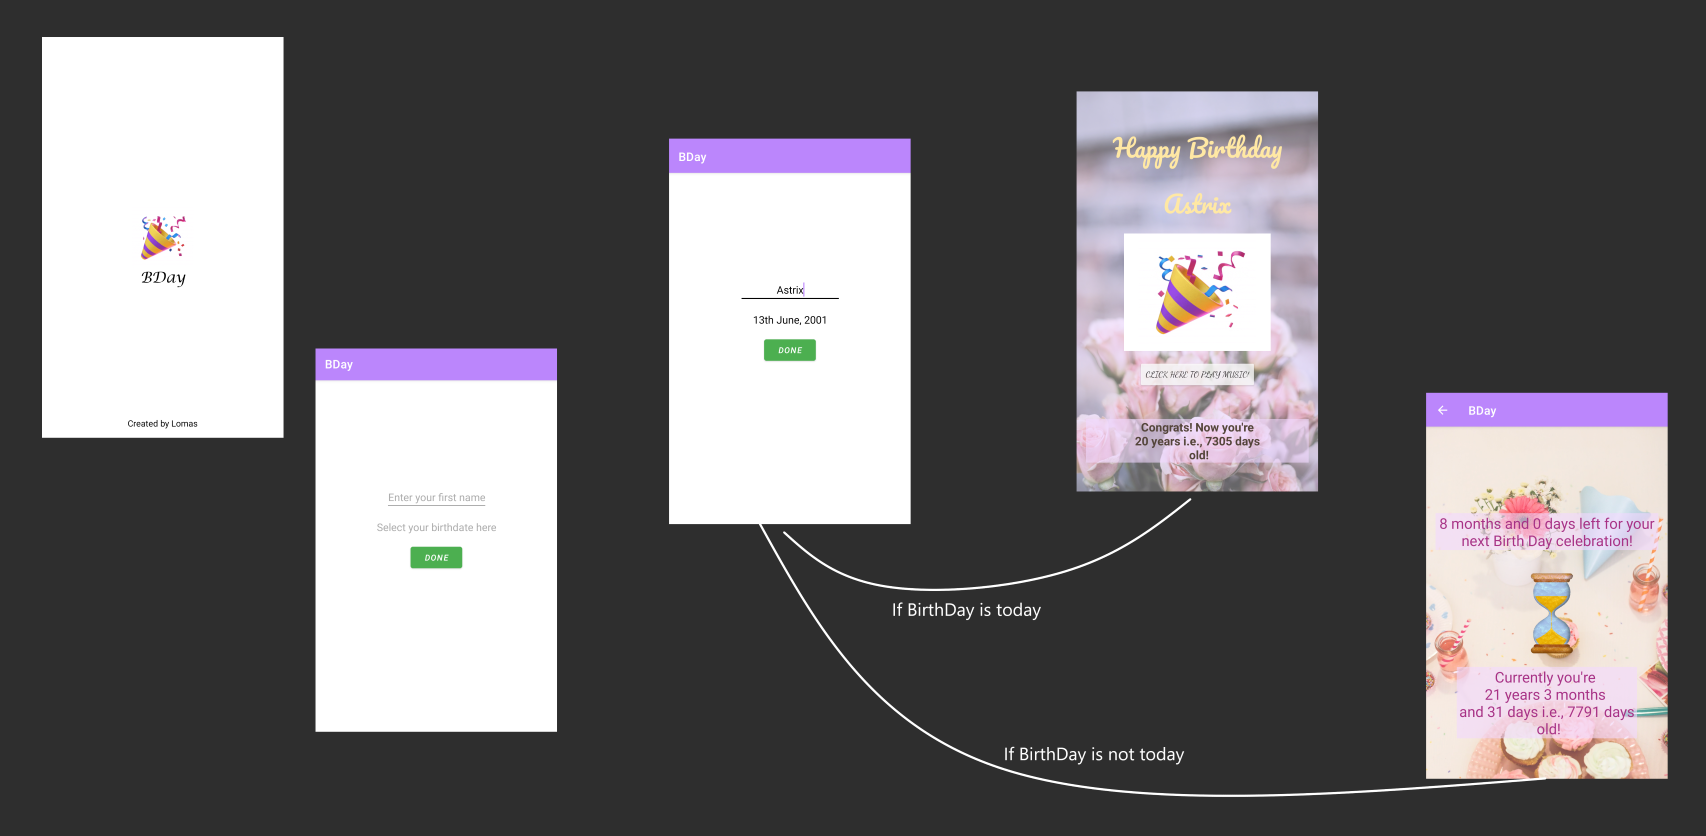 BDay
Created by Lomas
BDay
Enter your first name
Select your birthdate here
DONE
BDay
Astrix
13th June, 2001
DONE
Happy Birthday
Astrix
CLICK HERE TO PLAY MUSIC!
Congrats! Now you're
20 years i.e., 7305 days
old!
If BirthDay is today
If BirthDay is not today
BDay
8 months and 0 days left for your
next Birth Day celebration!
Currently you're
21 years 3 months
and 31 days i.e., 7791 days
old!